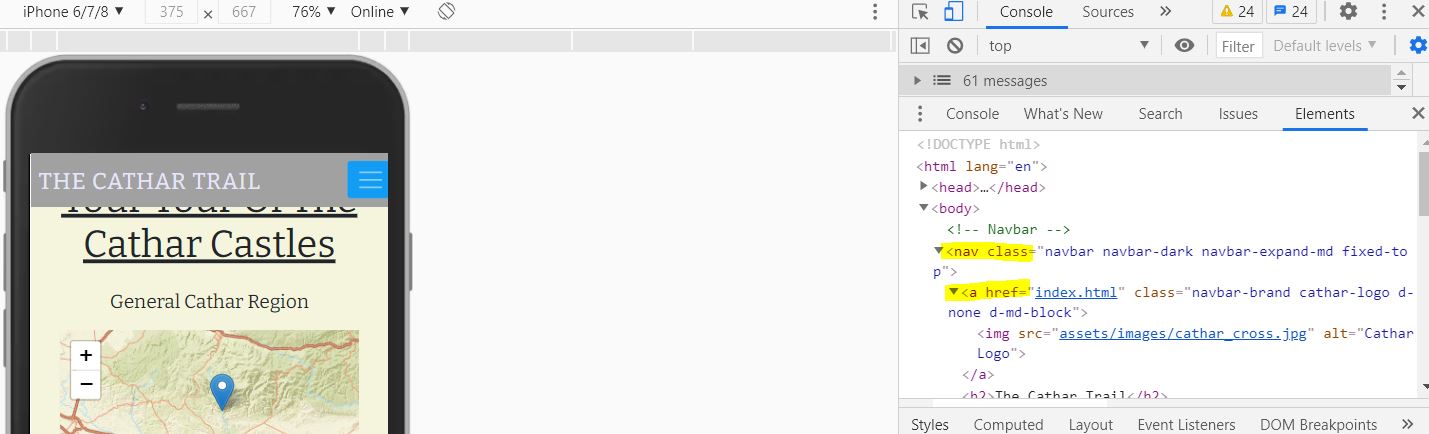 iPhone 6/7/8 ▼ 375 × 667 76% ▼ Online ▼
Console Sources » 24 24
top ▼ Filter Default levels ▼
61 messages
Console What's New Search Issues Elements
<!DOCTYPE html>
<html lang="en">
<head>…</head>
<body>
<!-- Navbar -->
<nav class="navbar navbar-dark navbar-expand-md fixed-to
p">
<a href="index.html" class="navbar-brand cathar-logo d-
none d-md-block">
<img src="assets/images/cathar_cross.jpg" alt="Cathar
Logo">
</a>
<h2>The Cathar Trail</h2>
Styles Computed Layout Event Listeners DOM Breakpoints »
THE CATHAR TRAIL
Your Tour Of The
Cathar Castles
General Cathar Region
+
−